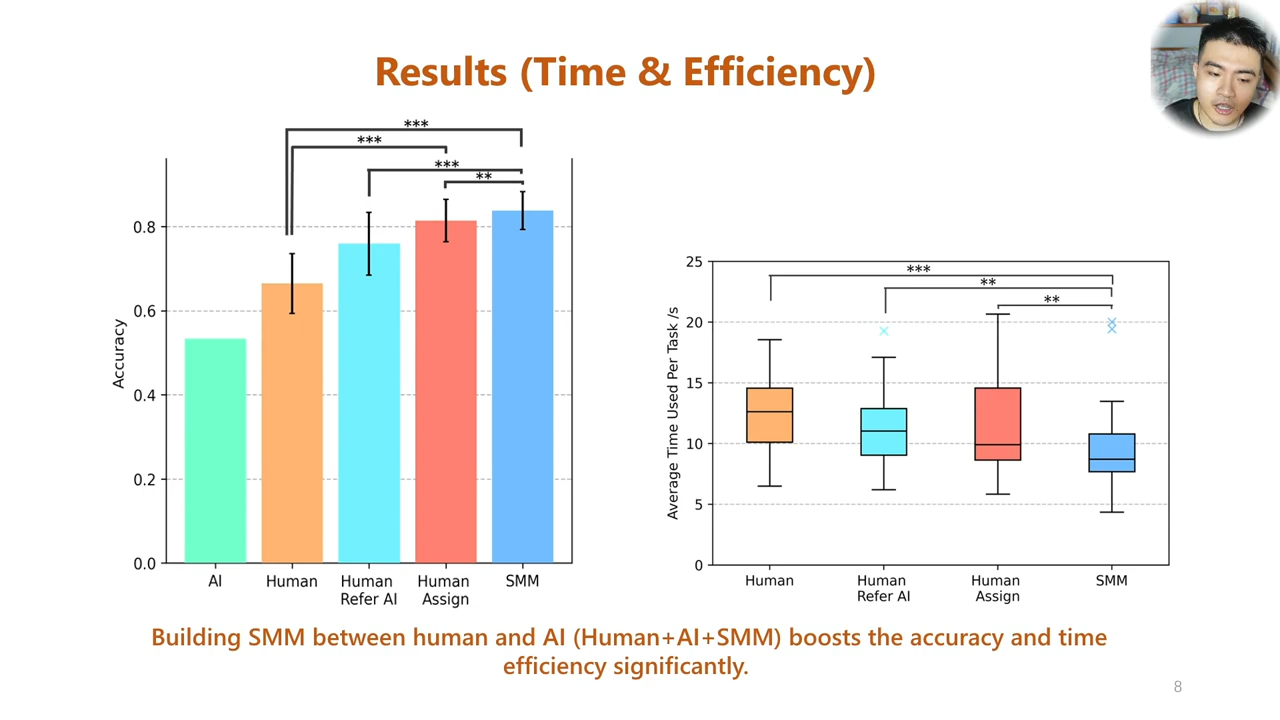 Results (Time & Efficiency)
***
***
***
**
Accuracy
0.8
0.6
0.4
0.2
0.0
AI
Human
Human
Refer AI
Human
Assign
SMM
Average Time Used Per Task /s
25
20
15
10
5
0
***
**
**
Human
Human
Refer AI
Human
Assign
SMM
Building SMM between human and AI (Human+AI+SMM) boosts the accuracy and time
efficiency significantly.
8